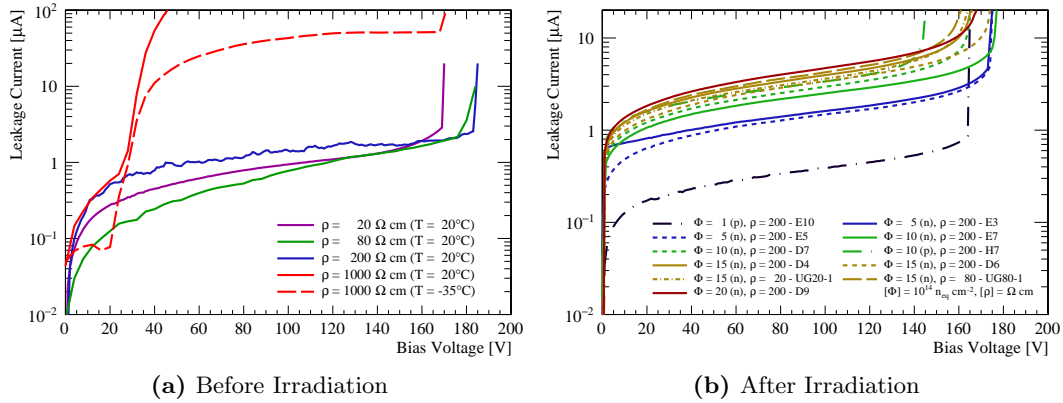 Leakage Current [μA]
10²
10
1
10⁻¹
10⁻²
0 20 40 60 80 100 120 140 160 180 200
Bias Voltage [V]
ρ = 20 Ω cm (T = 20°C)
ρ = 80 Ω cm (T = 20°C)
ρ = 200 Ω cm (T = 20°C)
ρ = 1000 Ω cm (T = 20°C)
ρ = 1000 Ω cm (T = -35°C)
(a) Before Irradiation
Leakage Current [μA]
10
1
10⁻¹
10⁻²
0 20 40 60 80 100 120 140 160 180 200
Bias Voltage [V]
Φ = 1 (p), ρ = 200 - E10
Φ = 5 (n), ρ = 200 - E3
Φ = 5 (n), ρ = 200 - E5
Φ = 10 (n), ρ = 200 - E7
Φ = 10 (n), ρ = 200 - D7
Φ = 10 (p), ρ = 200 - H7
Φ = 15 (n), ρ = 200 - D4
Φ = 15 (n), ρ = 200 - D6
Φ = 15 (n), ρ = 20 - UG20-1
Φ = 15 (n), ρ = 80 - UG80-1
Φ = 20 (n), ρ = 200 - D9
[Φ] = 10¹⁴ n_eq cm⁻², [ρ] = Ω cm
(b) After Irradiation